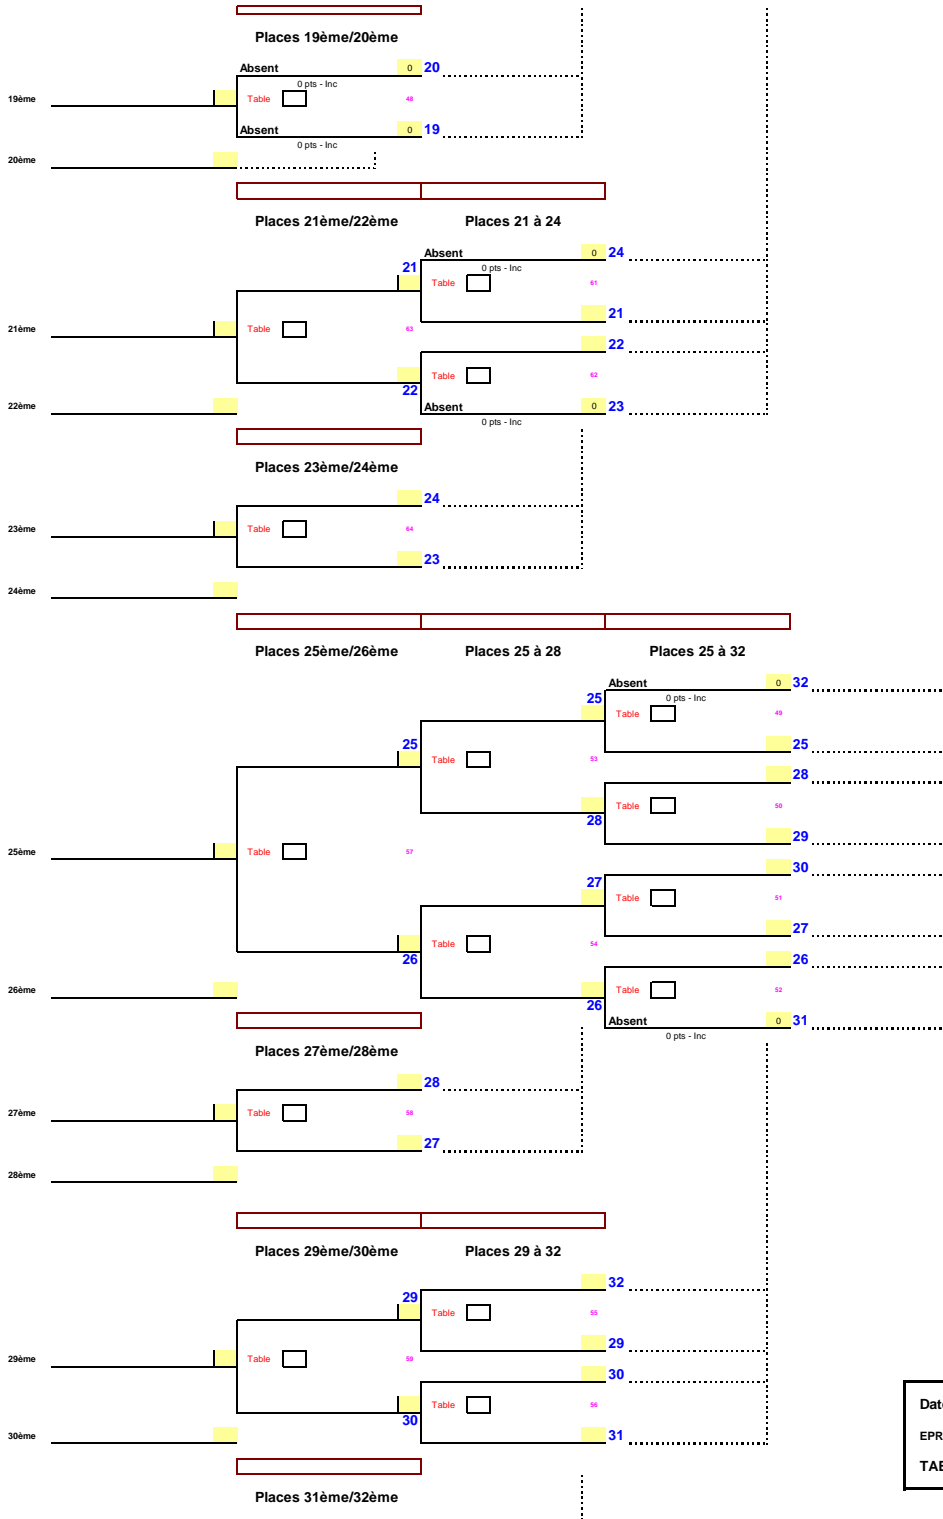 Places 19ème/20ème
Absent 0 20
0 pts - Inc
19ème Table 48
Absent 0 19
0 pts - Inc
20ème
Places 21ème/22ème Places 21 à 24
Absent 0 24
21 0 pts - Inc
Table 61
21
21ème Table 63
22
Table 62
22
Absent 0 23
22ème
0 pts - Inc
Places 23ème/24ème
24
23ème Table 64
23
24ème
Places 25ème/26ème Places 25 à 28 Places 25 à 32
Absent 0 32
25 0 pts - Inc
Table 49
25 25
Table 53
28
Table 50
28
29
25ème Table 57
30
27
Table 51
27
Table 54
26 26
26ème Table 52
26
Absent 0 31
0 pts - Inc
Places 27ème/28ème
28
27ème Table 58
27
28ème
Places 29ème/30ème Places 29 à 32
32
29
Table 55
29
29ème Table 59
30
Table 56
Date
30
31
30ème
EPR
TAB
Places 31ème/32ème